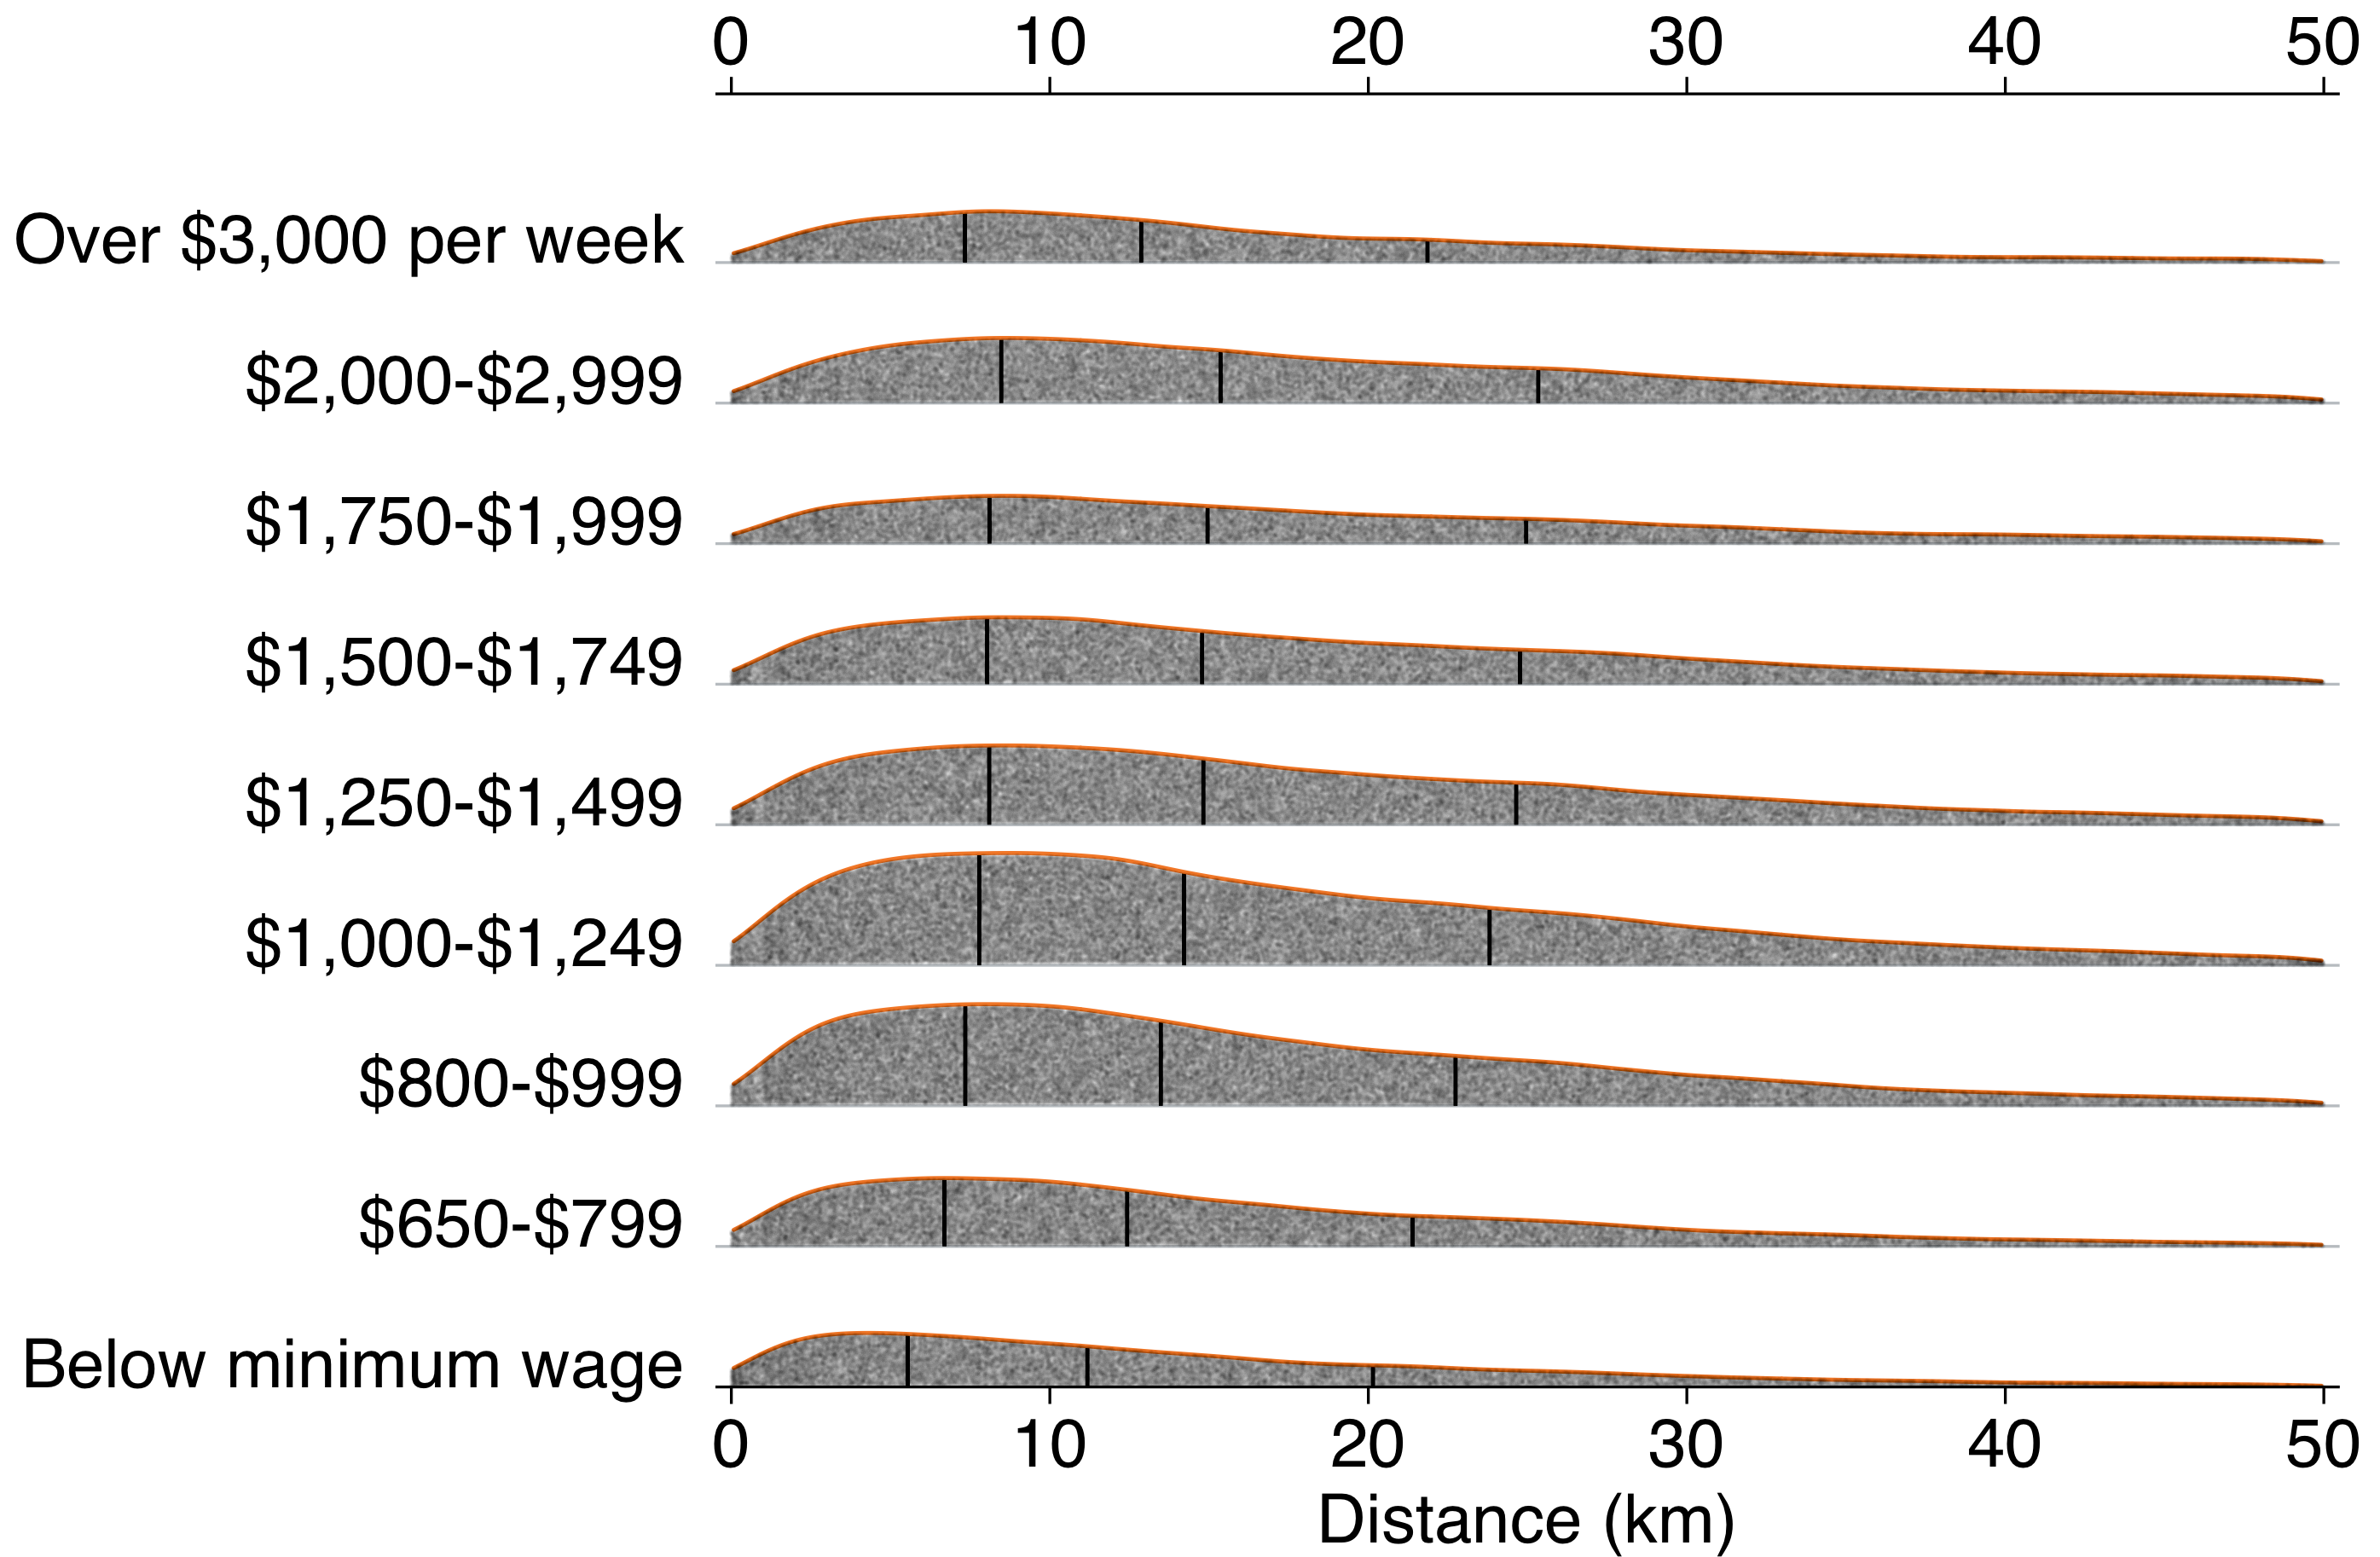 0 10 20 30 40 50
Over $3,000 per week
$2,000-$2,999
$1,750-$1,999
$1,500-$1,749
$1,250-$1,499
$1,000-$1,249
$800-$999
$650-$799
Below minimum wage
0 10 20 30 40 50
Distance (km)